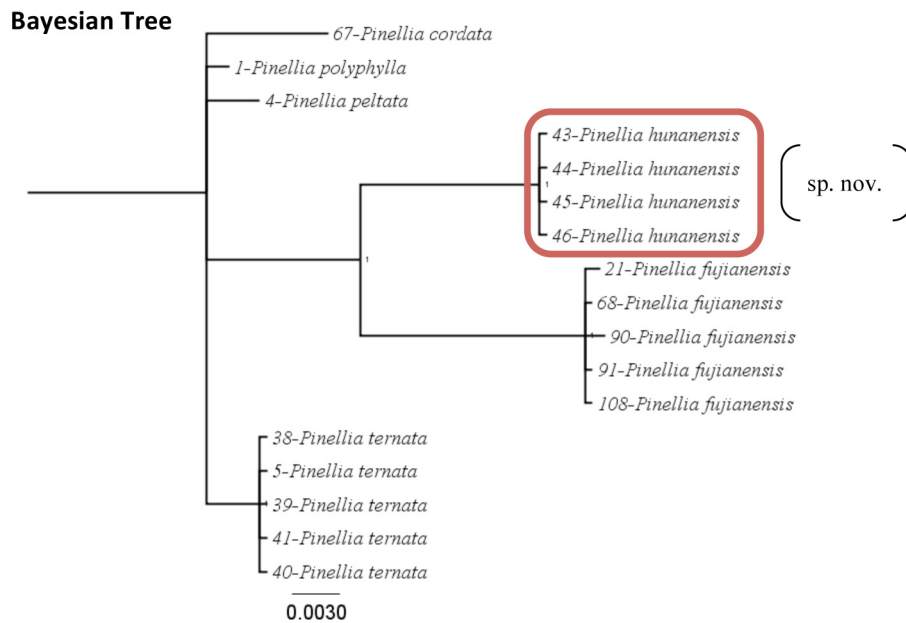 Bayesian Tree
67-Pinellia cordata
1-Pinellia polyphylla
4-Pinellia peltata
43-Pinellia hunanensis
44-Pinellia hunanensis
1
45-Pinellia hunanensis
46-Pinellia hunanensis
sp. nov.
1
21-Pinellia fujianensis
68-Pinellia fujianensis
1
90-Pinellia fujianensis
91-Pinellia fujianensis
108-Pinellia fujianensis
38-Pinellia ternata
5-Pinellia ternata
39-Pinellia ternata
41-Pinellia ternata
40-Pinellia ternata
0.0030